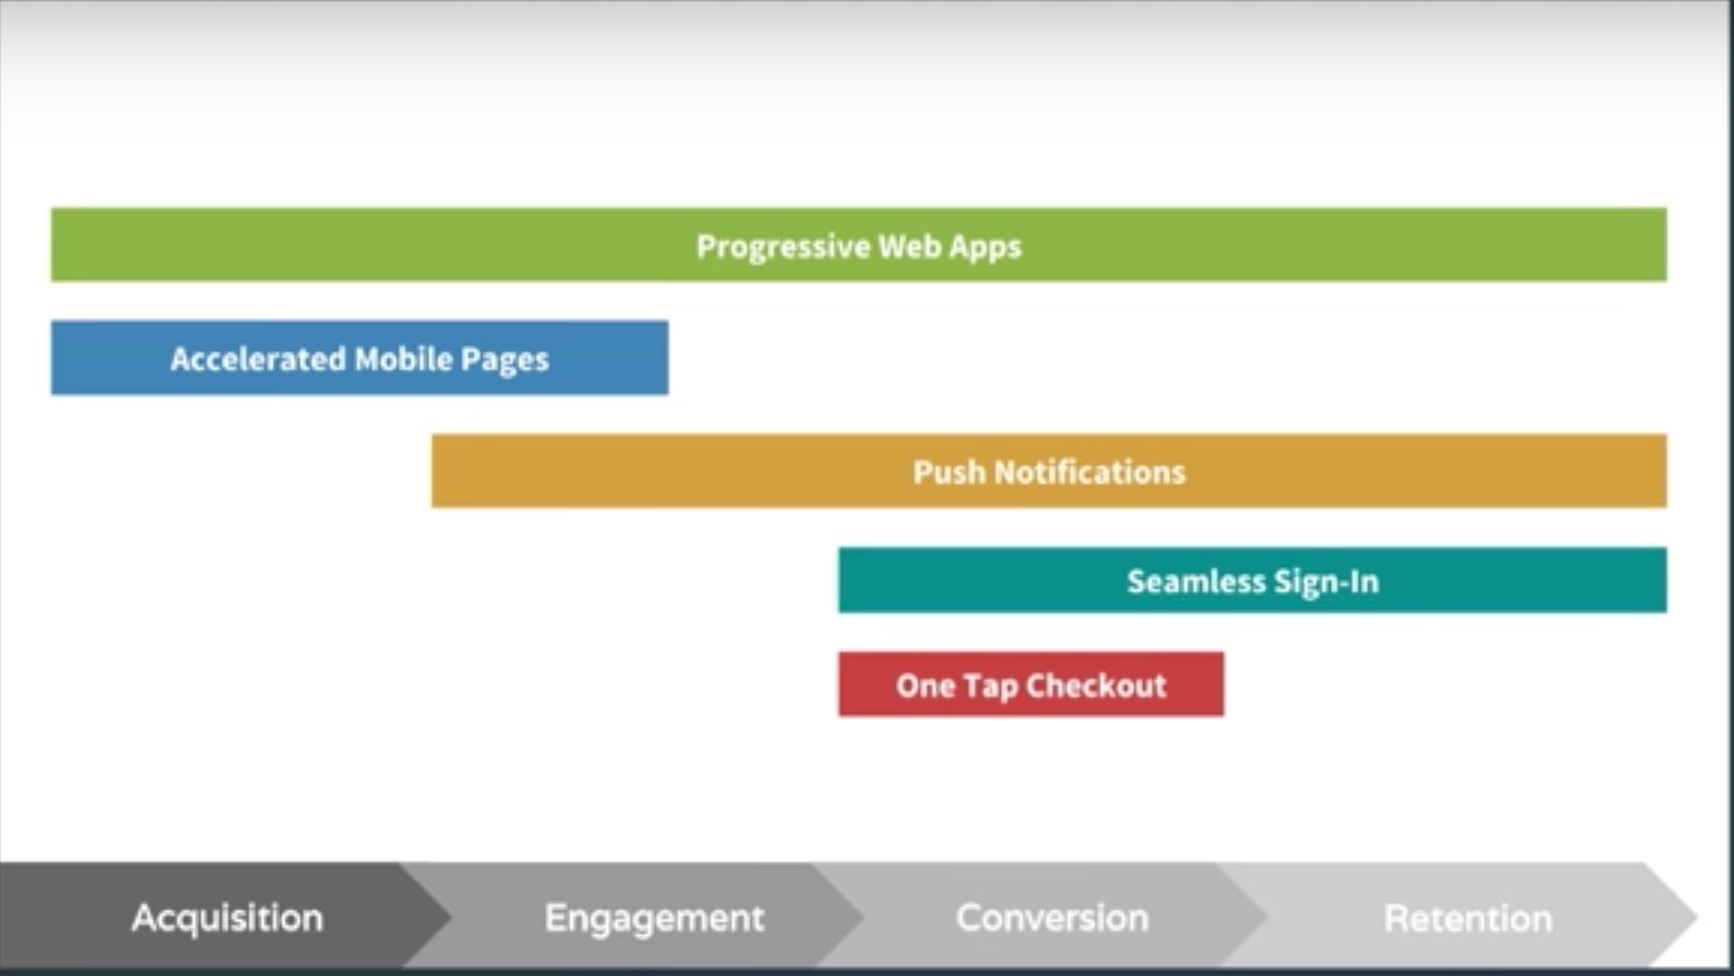 Progressive Web Apps
Accelerated Mobile Pages
Push Notifications
Seamless Sign-In
One Tap Checkout
Acquisition Engagement Conversion Retention